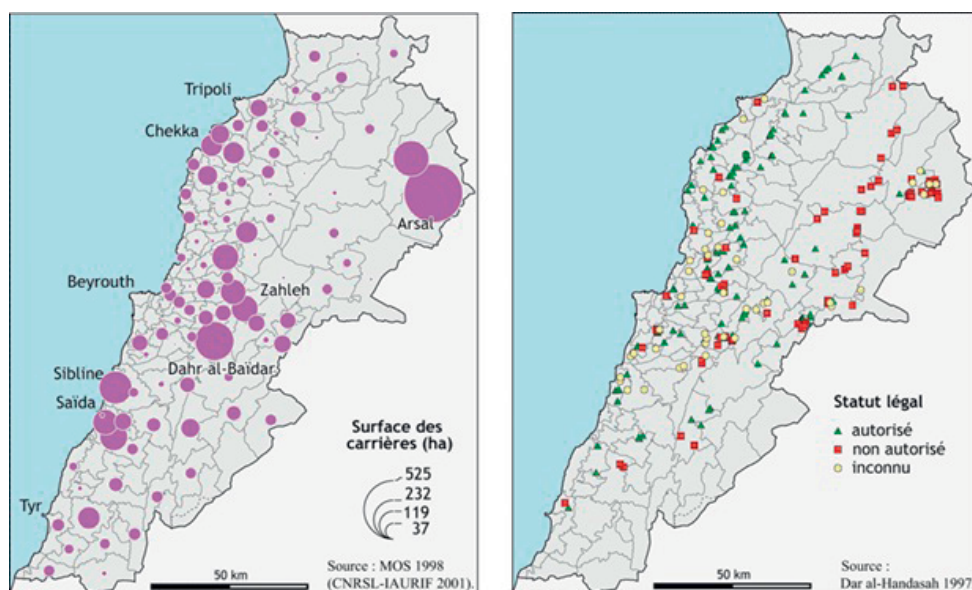 Tripoli
Chekka
Arsal
Beyrouth
Zahleh
Dahr al-Baïdar
Sibline
Saïda
Surface des
carrières (ha)
525
232
119
37
Tyr
Source : MOS 1998
(CNRSL-IAURIF 2001).
50 km
Statut légal
autorisé
non autorisé
inconnu
Source :
Dar al-Handasah 1997
50 km